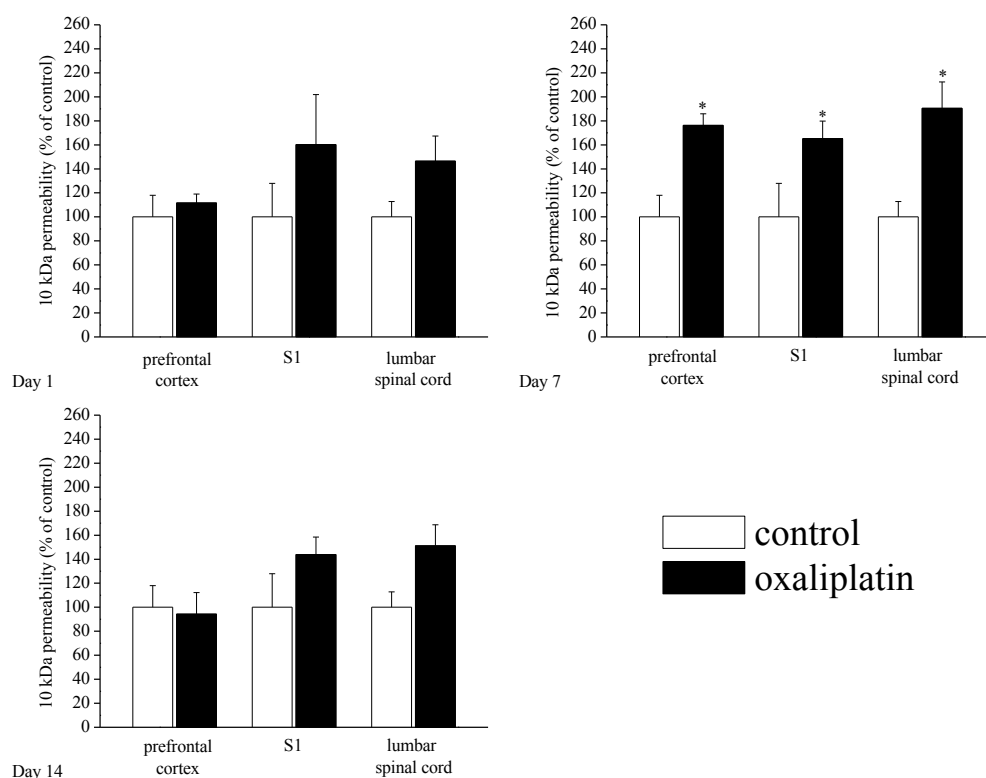 260
240
220
200
180
160
140
120
100
80
60
40
20
0
10 kDa permeability (% of control)
prefrontal
cortex
S1
lumbar
spinal cord
Day 1
260
240
220
200
180
160
140
120
100
80
60
40
20
0
10 kDa permeability (% of control)
*
*
*
prefrontal
cortex
S1
lumbar
spinal cord
Day 7
260
240
220
200
180
160
140
120
100
80
60
40
20
0
10 kDa permeability (% of control)
prefrontal
cortex
S1
lumbar
spinal cord
Day 14
control
oxaliplatin